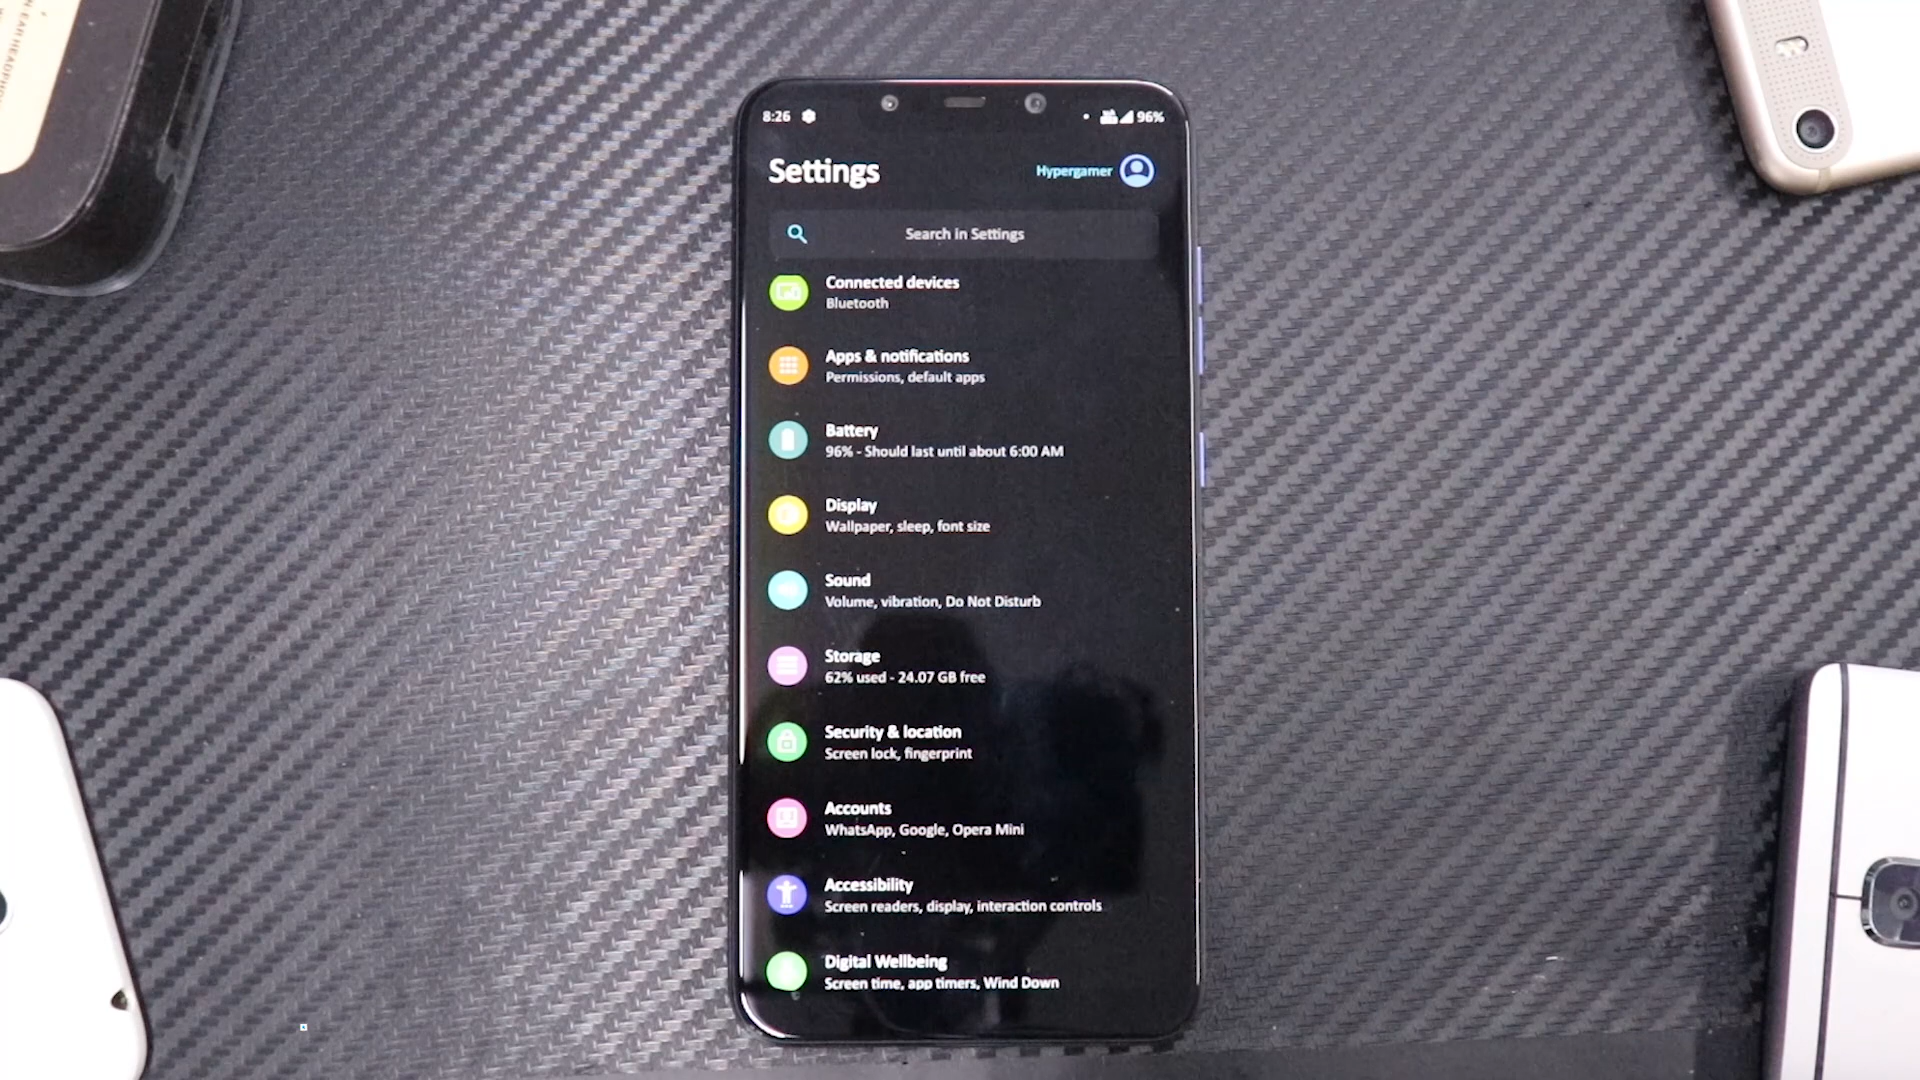 N EAR HEADPHO
8:26
96%
Settings
Hypergamer
Search in Settings
Connected devices
Bluetooth
Apps & notifications
Permissions, default apps
Battery
96% - Should last until about 6:00 AM
Display
Wallpaper, sleep, font size
Sound
Volume, vibration, Do Not Disturb
Storage
62% used - 24.07 GB free
Security & location
Screen lock, fingerprint
Accounts
WhatsApp, Google, Opera Mini
Accessibility
Screen readers, display, interaction controls
Digital Wellbeing
Screen time, app timers, Wind Down